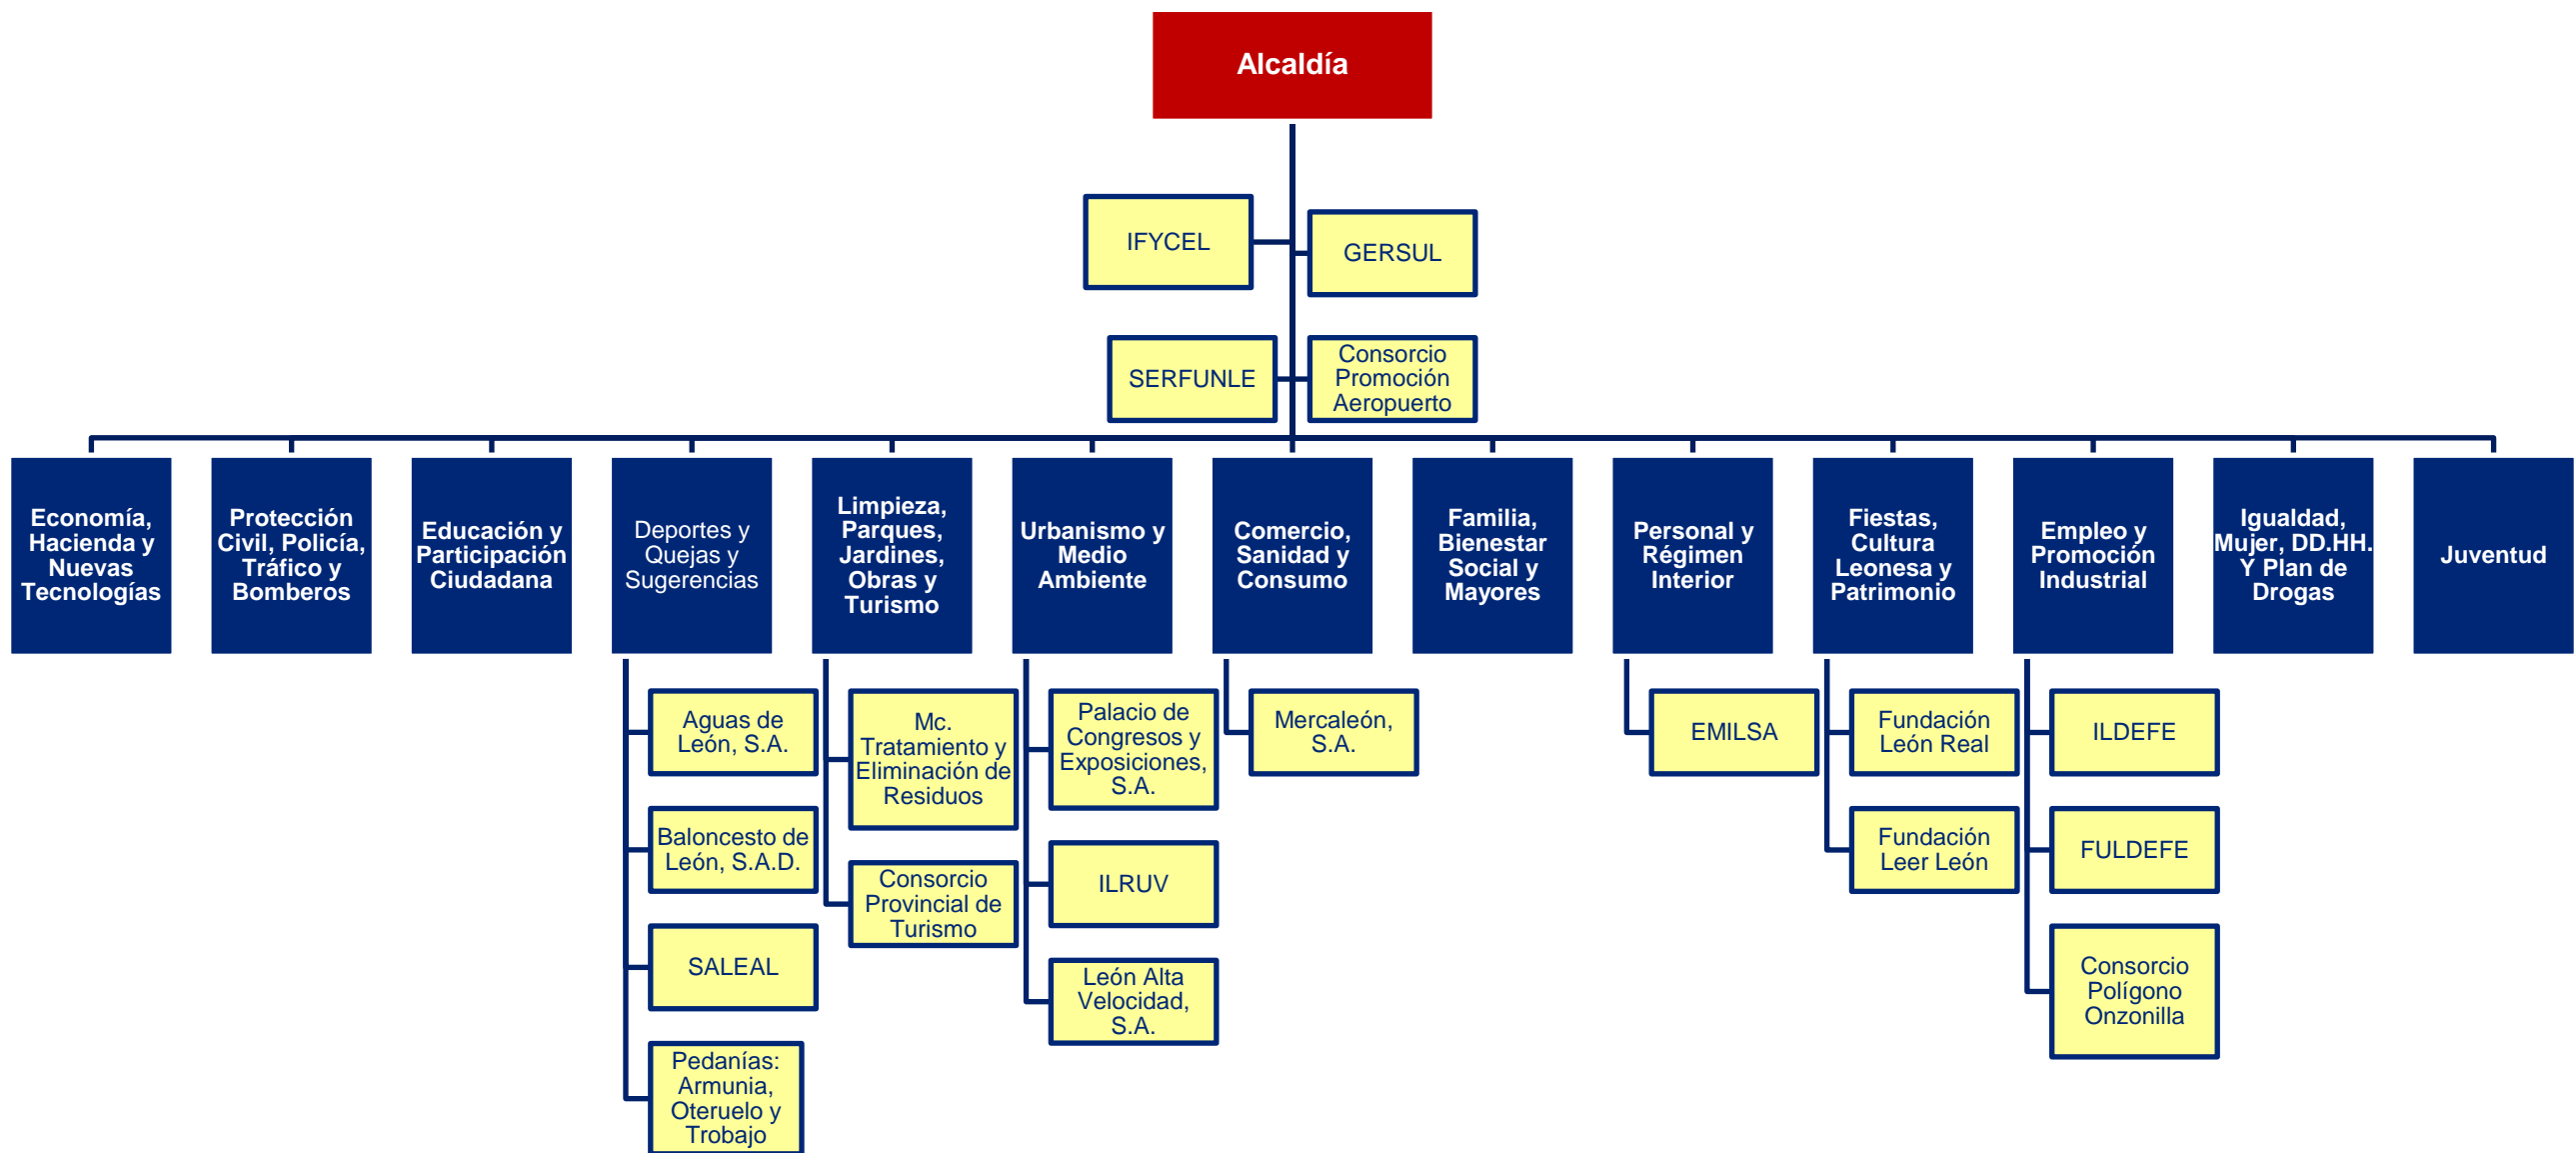 Alcaldía
IFYCEL
GERSUL
SERFUNLE
Consorcio
Promoción
Aeropuerto
Economía,
Hacienda y
Nuevas
Tecnologías
Protección
Civil, Policía,
Tráfico y
Bomberos
Educación y
Participación
Ciudadana
Deportes y
Quejas y
Sugerencias
Limpieza,
Parques,
Jardines,
Obras y
Turismo
Urbanismo y
Medio
Ambiente
Comercio,
Sanidad y
Consumo
Familia,
Bienestar
Social y
Mayores
Personal y
Régimen
Interior
Fiestas,
Cultura
Leonesa y
Patrimonio
Empleo y
Promoción
Industrial
Igualdad,
Mujer, DD.HH.
Y Plan de
Drogas
Juventud
Aguas de
León, S.A.
Baloncesto de
León, S.A.D.
SALEAL
Pedanías:
Armunia,
Oteruelo y
Trobajo
Mc.
Tratamiento y
Eliminación de
Residuos
Consorcio
Provincial de
Turismo
Palacio de
Congresos y
Exposiciones,
S.A.
ILRUV
León Alta
Velocidad,
S.A.
Mercaleón,
S.A.
EMILSA
Fundación
León Real
Fundación
Leer León
ILDEFE
FULDEFE
Consorcio
Polígono
Onzonilla